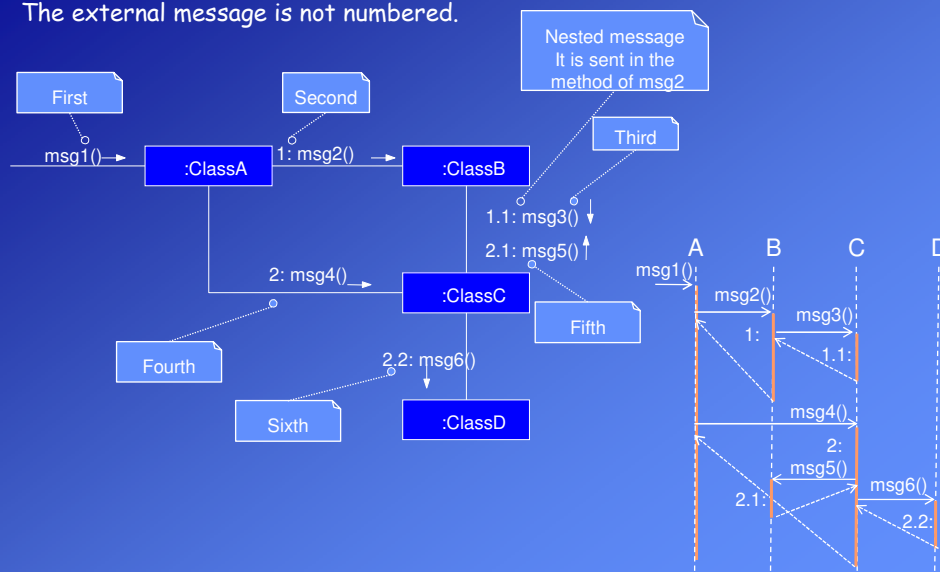 The external message is not numbered.
Nested message
It is sent in the
method of msg2
First
Second
Third
msg1()
:ClassA
1: msg2()
:ClassB
1.1: msg3()
2.1: msg5()
2: msg4()
:ClassC
Fifth
Fourth
2.2: msg6()
Sixth
:ClassD
A
B
C
D
msg1()
msg2()
msg3()
1:
1.1:
msg4()
2:
msg5()
msg6()
2.1:
2.2: